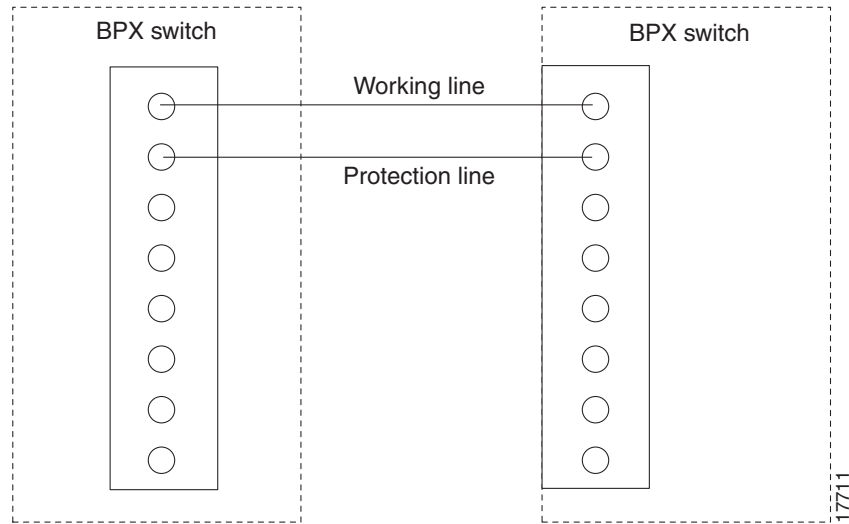 BPX switch
BPX switch
Working line
Protection line
17711